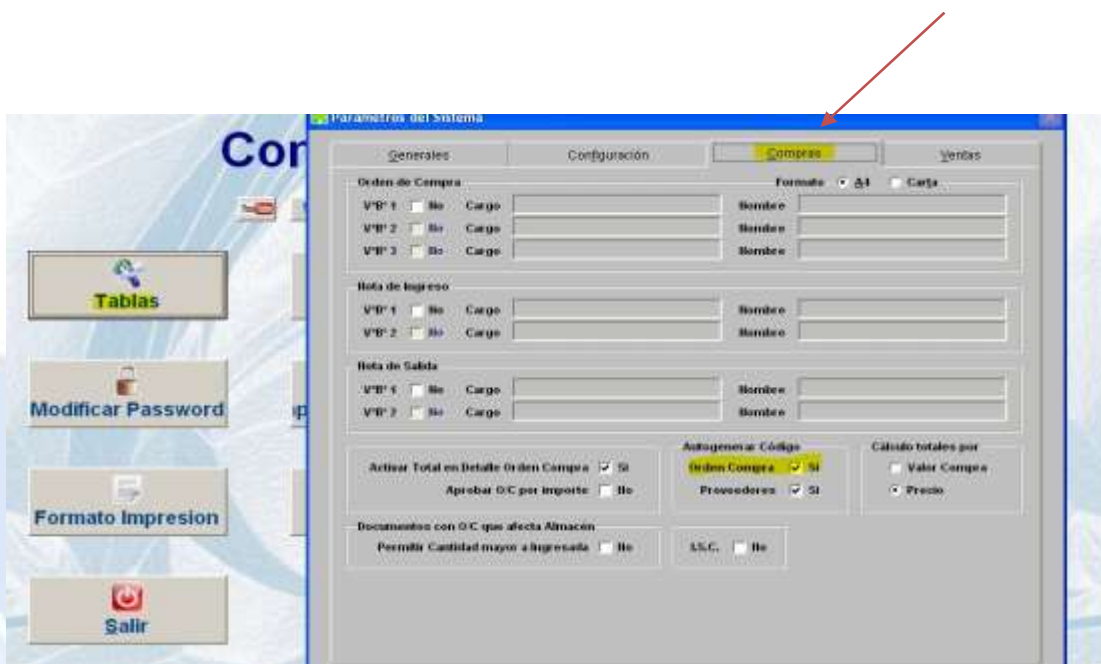 Parametros del Sistema
Con
Generales Configuración Compras Ventas
Orden de Compra Formato A4 Carta
V°B° 1 No Cargo Nombre
V°B° 2 No Cargo Nombre
V°B° 3 No Cargo Nombre
Tablas
Nota de Ingreso
V°B° 1 No Cargo Nombre
V°B° 2 No Cargo Nombre
Nota de Salida
V°B° 1 No Cargo Nombre
V°B° 2 No Cargo Nombre
Modificar Password
Autogenerar Código Cálculo totales por
Activar Total en Detalle Orden Compra Si Orden Compra Si Valor Compra
Aprobar O/C por importe No Proveedores Si Precio
Formato Impresion
Documentos con O/C que afecta Almacén
Permitir Cantidad mayor a Ingresada No I.S.C. No
Salir